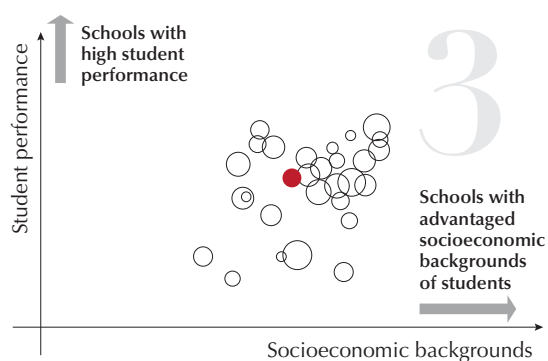 Schools with
high student
performance
Student performance
3
Schools with
advantaged
socioeconomic
backgrounds
of students
Socioeconomic backgrounds